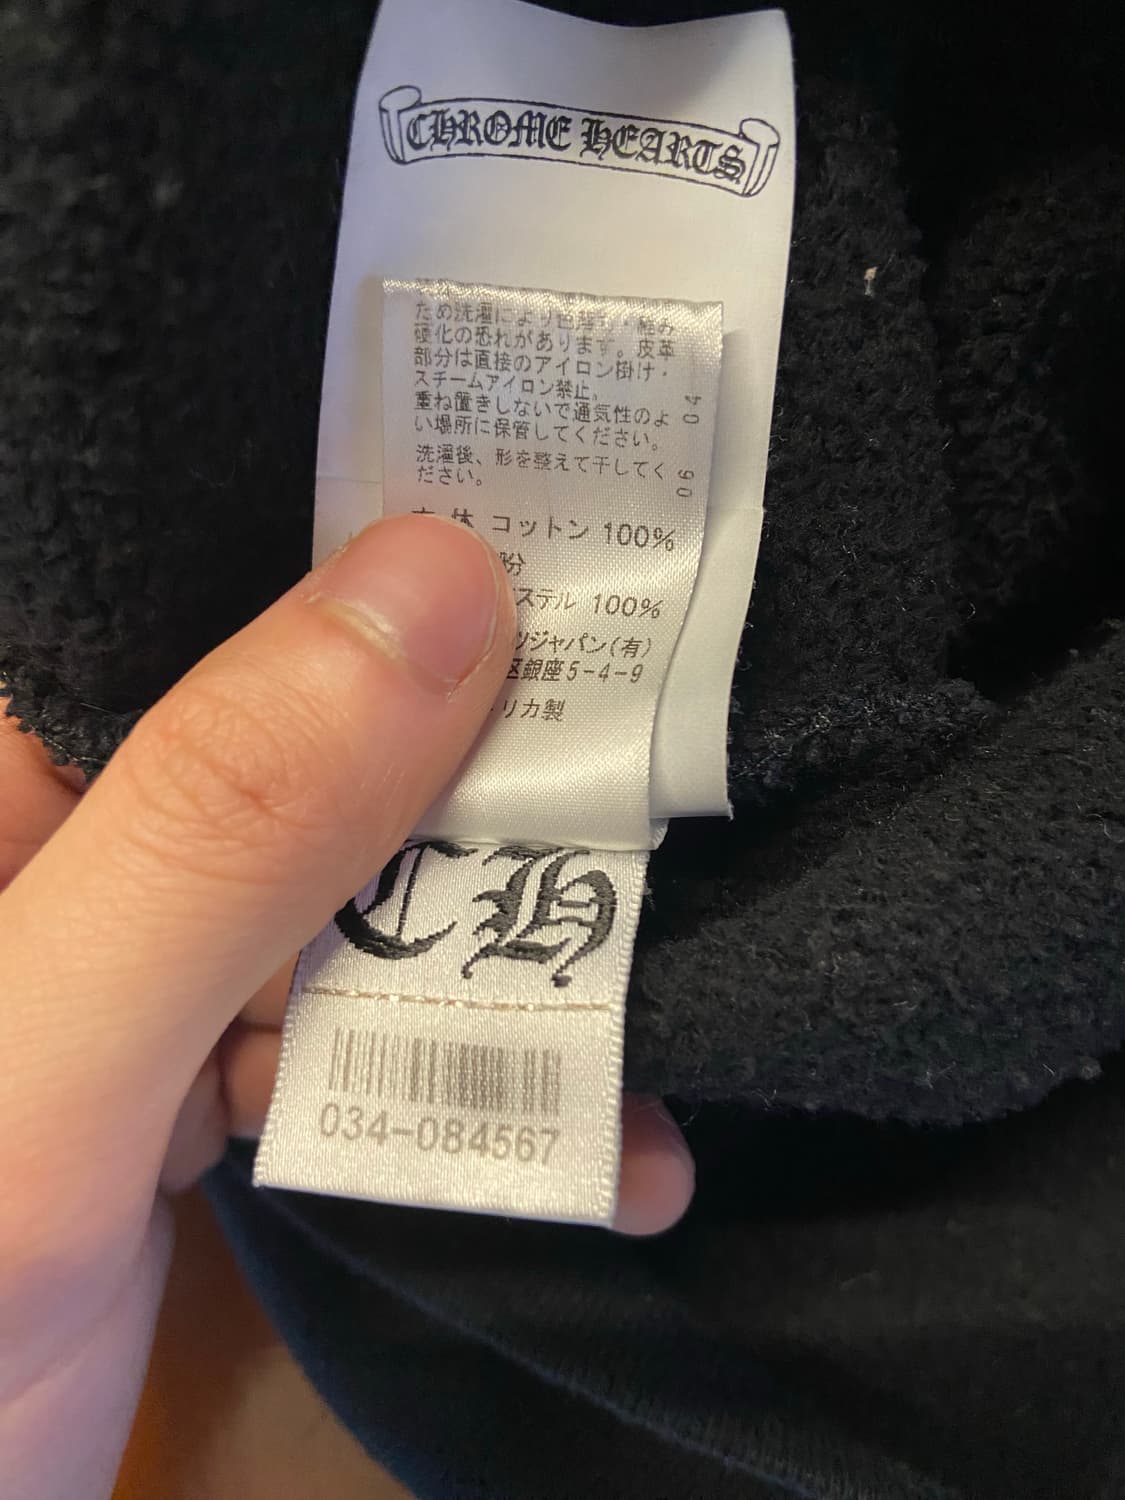 CHROME HEARTS
ため洗濯により色落ち・縮み
硬化の恐れがあります。皮革
部分は直接のアイロン掛け・
スチームアイロン禁止。
重ね置きしないで通気性のよ
い場所に保管してください。
洗濯後、形を整えて干してく
ださい。
06 04
体 コットン 100%
ステル 100%
ツジャパン(有)
区銀座5-4-9
リカ製
CH
034-084567